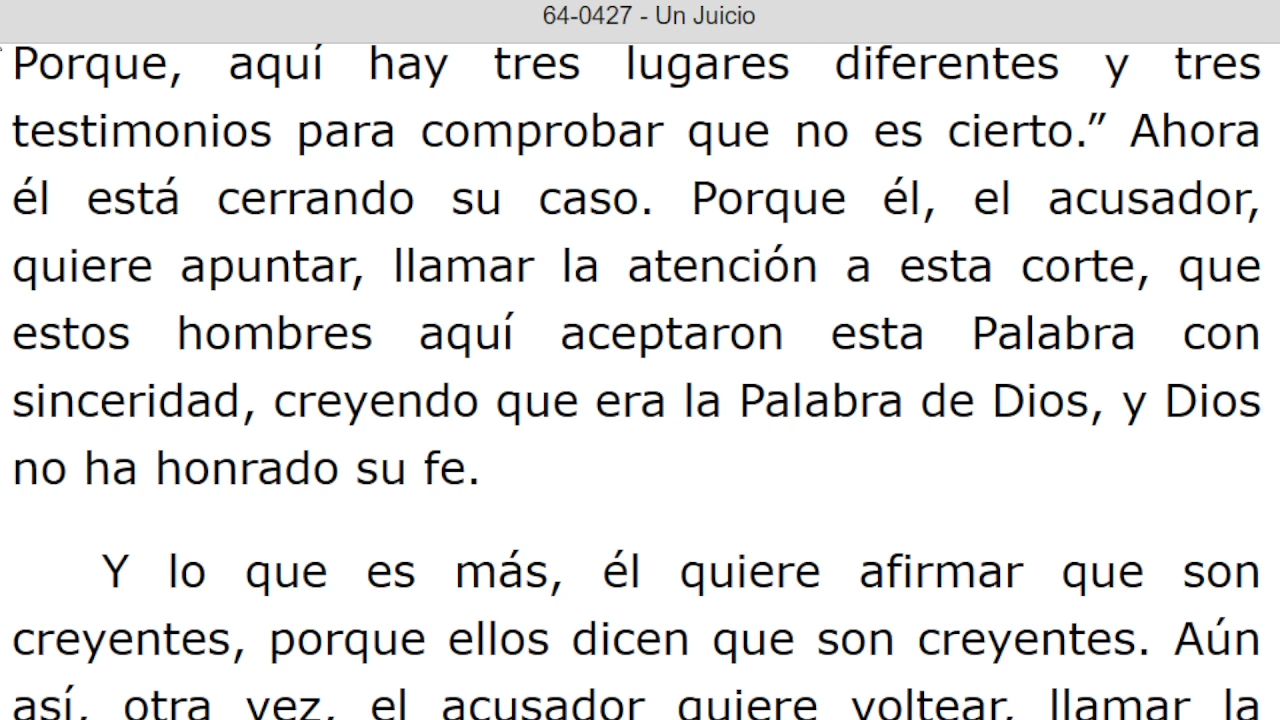 64-0427 - Un Juicio
Porque, aquí hay tres lugares diferentes y tres
testimonios para comprobar que no es cierto.” Ahora
él está cerrando su caso. Porque él, el acusador,
quiere apuntar, llamar la atención a esta corte, que
estos hombres aquí aceptaron esta Palabra con
sinceridad, creyendo que era la Palabra de Dios, y Dios
no ha honrado su fe.
Y lo que es más, él quiere afirmar que son
creyentes, porque ellos dicen que son creyentes. Aún
así, otra vez, el acusador quiere voltear, llamar la